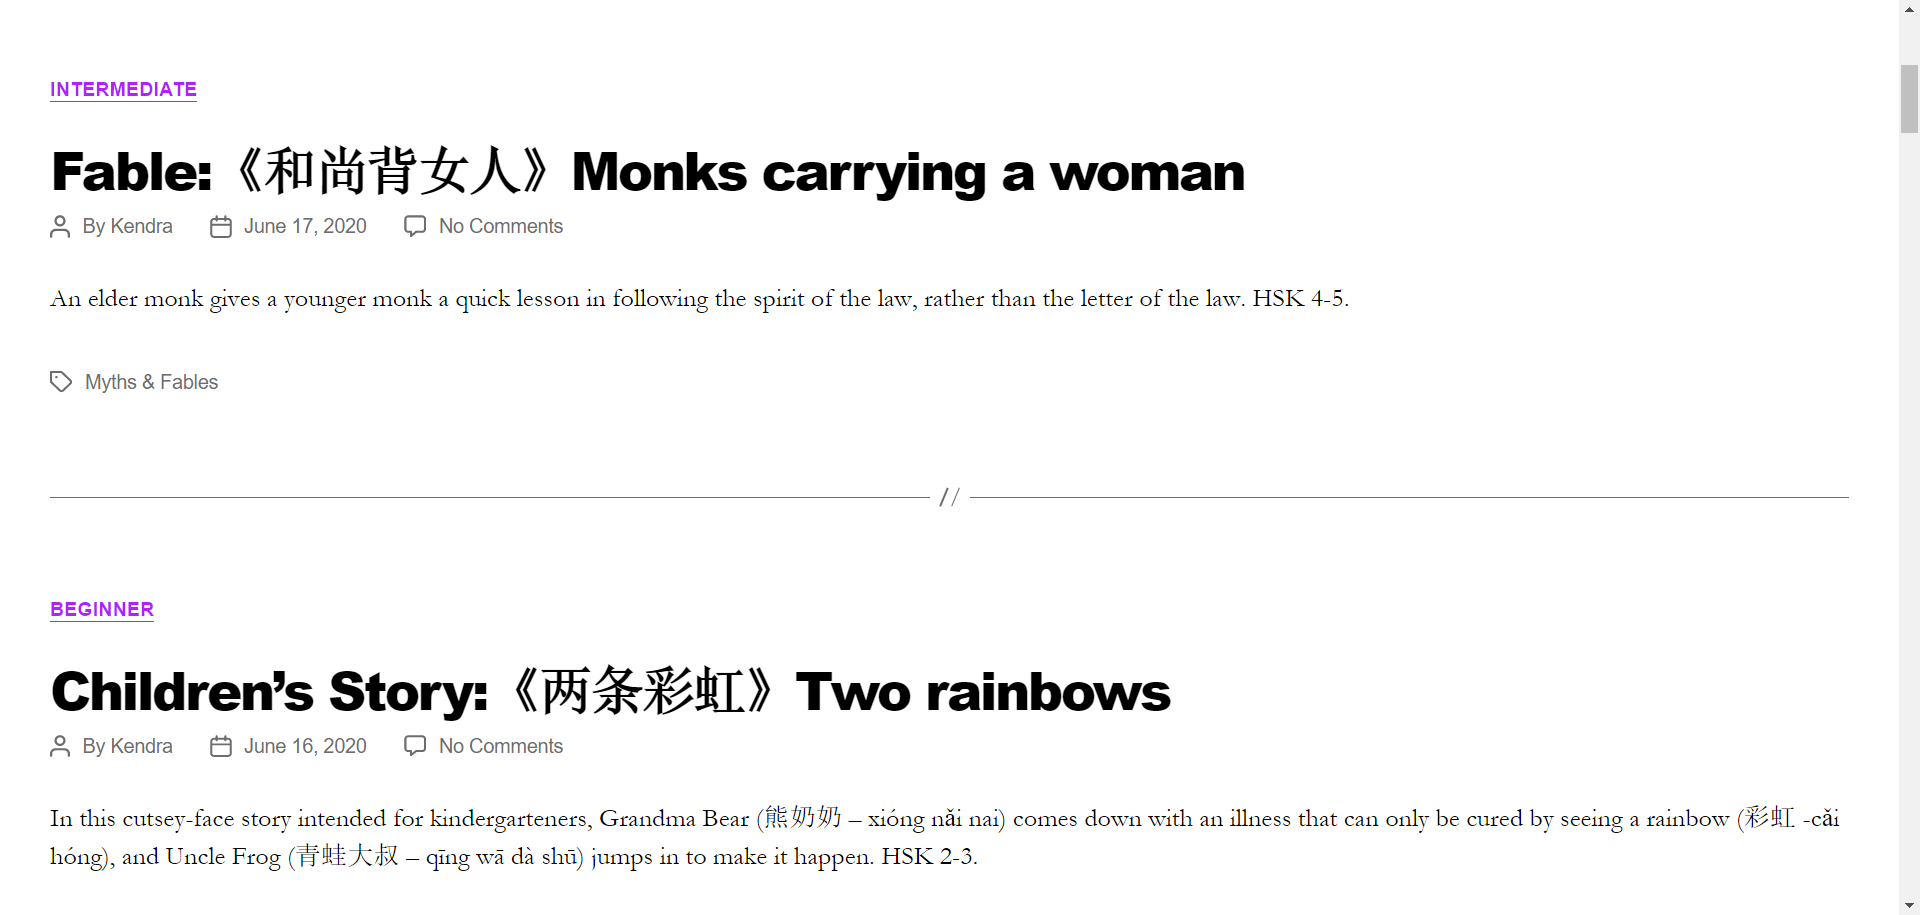 INTERMEDIATE
Fable:《和尚背女人》Monks carrying a woman
By Kendra June 17, 2020 No Comments
An elder monk gives a younger monk a quick lesson in following the spirit of the law, rather than the letter of the law. HSK 4-5.
Myths & Fables
//
BEGINNER
Children’s Story:《两条彩虹》Two rainbows
By Kendra June 16, 2020 No Comments
In this cutsey-face story intended for kindergarteners, Grandma Bear (熊奶奶 – xióng nǎi nai) comes down with an illness that can only be cured by seeing a rainbow (彩虹 -cǎi
hóng), and Uncle Frog (青蛙大叔 – qīng wā dà shū) jumps in to make it happen. HSK 2-3.